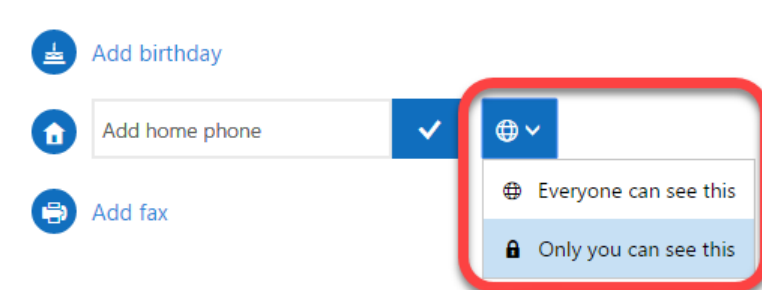 Add birthday
Add home phone
Everyone can see this
Add fax
Only you can see this